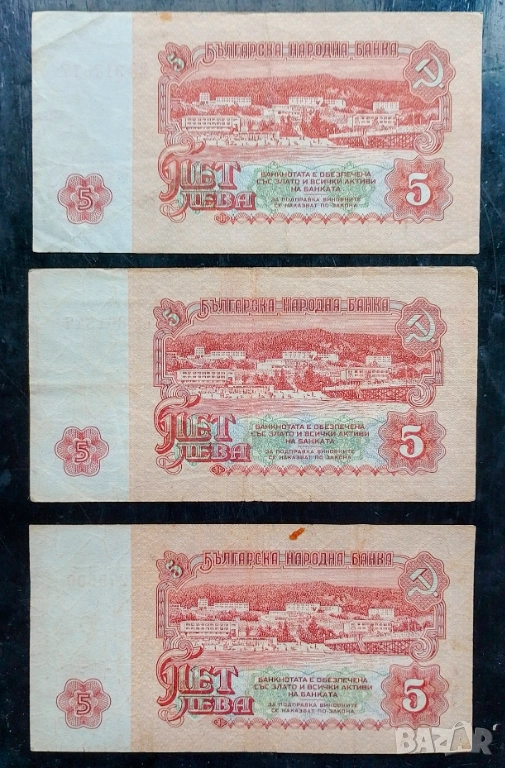 БЪЛГАРСКА НАРОДНА БАНКА
5
5
ПЕТ
ЛЕВА
БАНКНОТАТА Е ОБЕЗПЕЧЕНА
СЪС ЗЛАТО И ВСИЧКИ АКТИВИ
НА БАНКАТА
ЗА ПОДПРАВКА ВИНОВНИТЕ
СЕ НАКАЗВАТ ПО ЗАКОНА
5
БЪЛГАРСКА НАРОДНА БАНКА
5
5
ПЕТ
ЛЕВА
БАНКНОТАТА Е ОБЕЗПЕЧЕНА
СЪС ЗЛАТО И ВСИЧКИ АКТИВИ
НА БАНКАТА
ЗА ПОДПРАВКА ВИНОВНИТЕ
СЕ НАКАЗВАТ ПО ЗАКОНА
5
БЪЛГАРСКА НАРОДНА БАНКА
5
5
ПЕТ
ЛЕВА
БАНКНОТАТА Е ОБЕЗПЕЧЕНА
СЪС ЗЛАТО И ВСИЧКИ АКТИВИ
НА БАНКАТА
ЗА ПОДПРАВКА ВИНОВНИТЕ
СЕ НАКАЗВАТ ПО ЗАКОНА
5
BAZAR